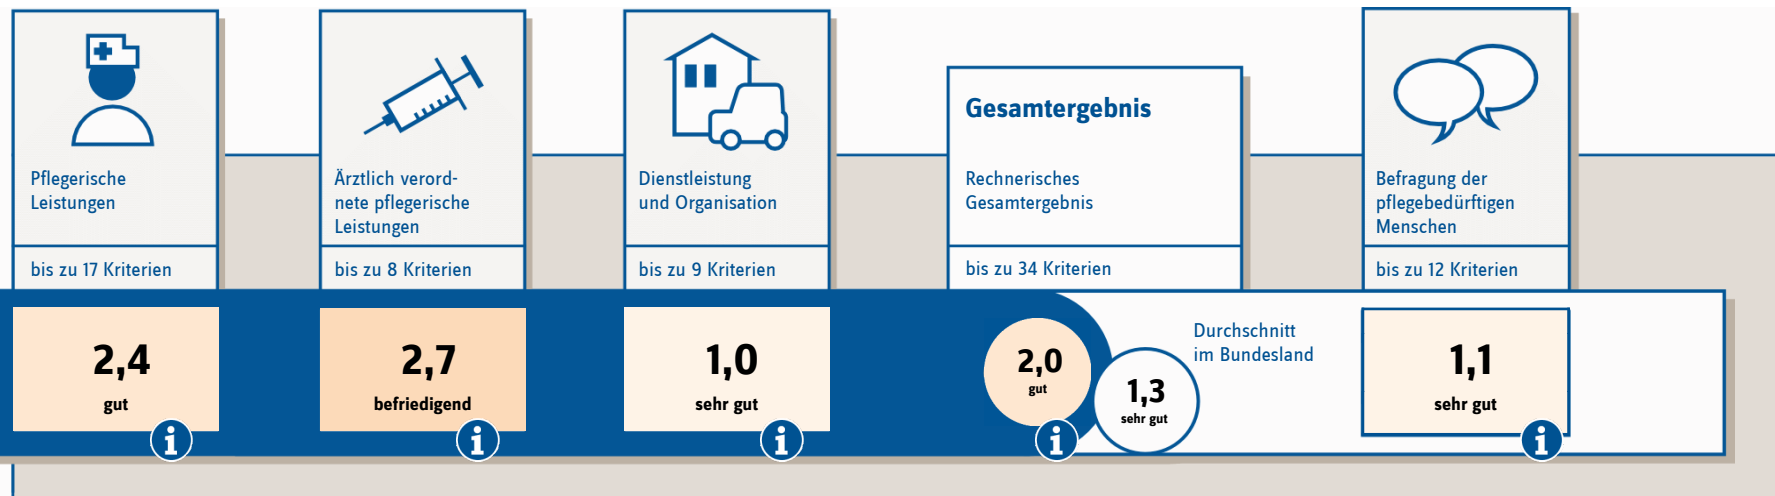 Pflegerische
Leistungen
bis zu 17 Kriterien
2,4
gut
Ärztlich verord-
nete pflegerische
Leistungen
bis zu 8 Kriterien
2,7
befriedigend
Dienstleistung
und Organisation
bis zu 9 Kriterien
1,0
sehr gut
Gesamtergebnis
Rechnerisches
Gesamtergebnis
bis zu 34 Kriterien
2,0
gut
1,3
sehr gut
Durchschnitt
im Bundesland
Befragung der
pflegebedürftigen
Menschen
bis zu 12 Kriterien
1,1
sehr gut